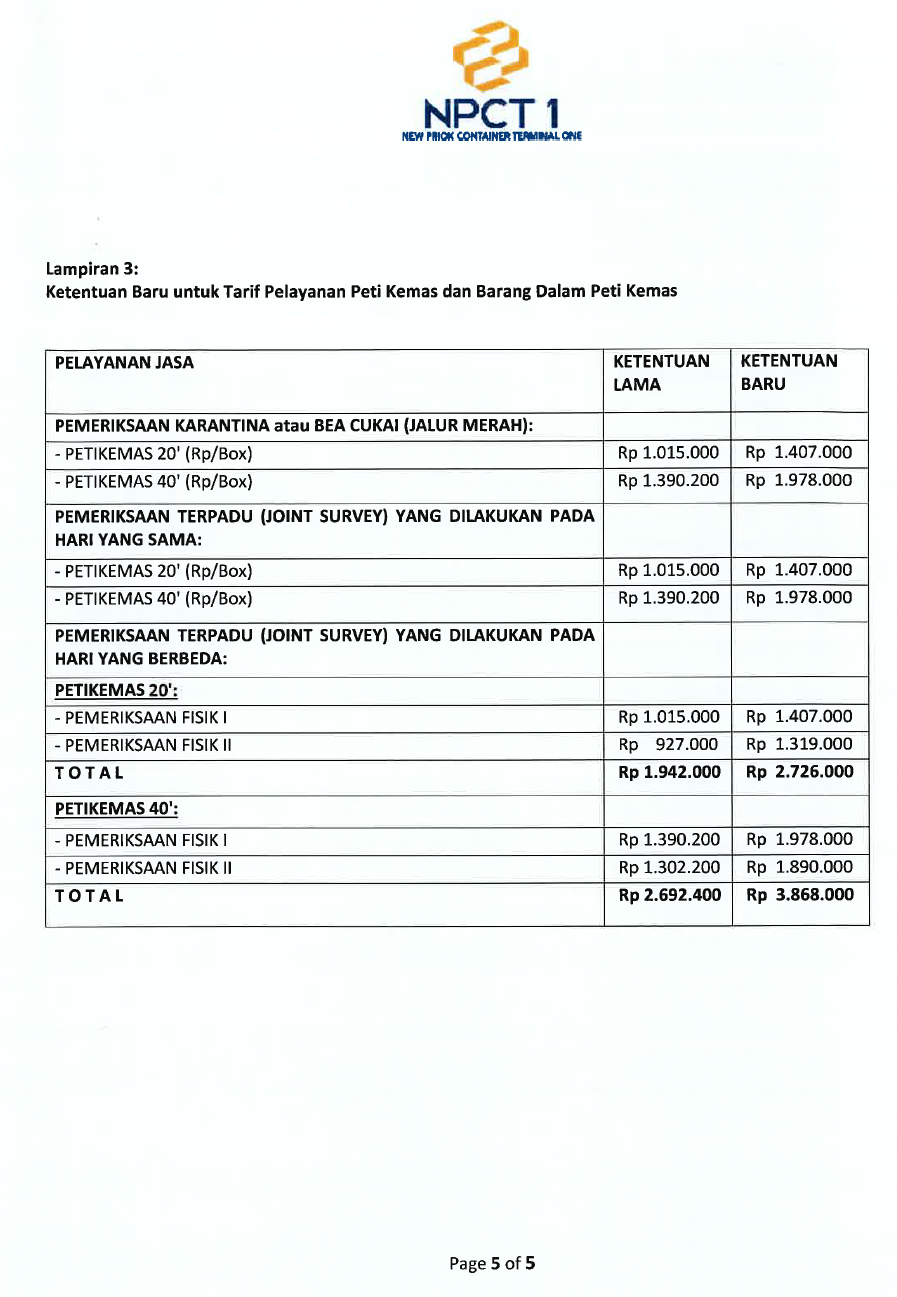 NPCT 1
NEW PRIOK CONTAINER TERMINAL ONE
Lampiran 3:
Ketentuan Baru untuk Tarif Pelayanan Peti Kemas dan Barang Dalam Peti Kemas
PELAYANAN JASA KETENTUAN LAMA KETENTUAN BARU
PEMERIKSAAN KARANTINA atau BEA CUKAI (JALUR MERAH):
- PETIKEMAS 20' (Rp/Box) Rp 1.015.000 Rp 1.407.000
- PETIKEMAS 40' (Rp/Box) Rp 1.390.200 Rp 1.978.000
PEMERIKSAAN TERPADU (JOINT SURVEY) YANG DILAKUKAN PADA
HARI YANG SAMA:
- PETIKEMAS 20' (Rp/Box) Rp 1.015.000 Rp 1.407.000
- PETIKEMAS 40' (Rp/Box) Rp 1.390.200 Rp 1.978.000
PEMERIKSAAN TERPADU (JOINT SURVEY) YANG DILAKUKAN PADA
HARI YANG BERBEDA:
PETIKEMAS 20':
- PEMERIKSAAN FISIK I Rp 1.015.000 Rp 1.407.000
- PEMERIKSAAN FISIK II Rp 927.000 Rp 1.319.000
T O T A L Rp 1.942.000 Rp 2.726.000
PETIKEMAS 40':
- PEMERIKSAAN FISIK I Rp 1.390.200 Rp 1.978.000
- PEMERIKSAAN FISIK II Rp 1.302.200 Rp 1.890.000
T O T A L Rp 2.692.400 Rp 3.868.000
Page 5 of 5